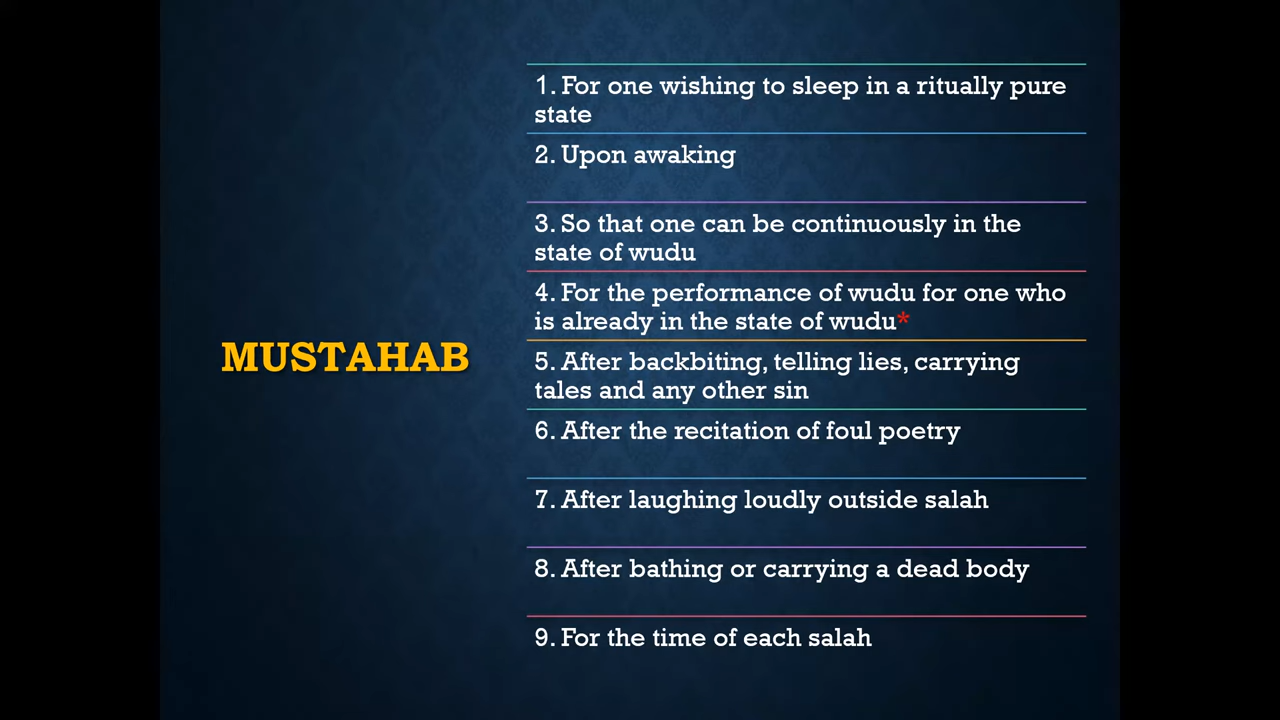 MUSTAHAB
1. For one wishing to sleep in a ritually pure
state
2. Upon awaking
3. So that one can be continuously in the
state of wudu
4. For the performance of wudu for one who
is already in the state of wudu*
5. After backbiting, telling lies, carrying
tales and any other sin
6. After the recitation of foul poetry
7. After laughing loudly outside salah
8. After bathing or carrying a dead body
9. For the time of each salah